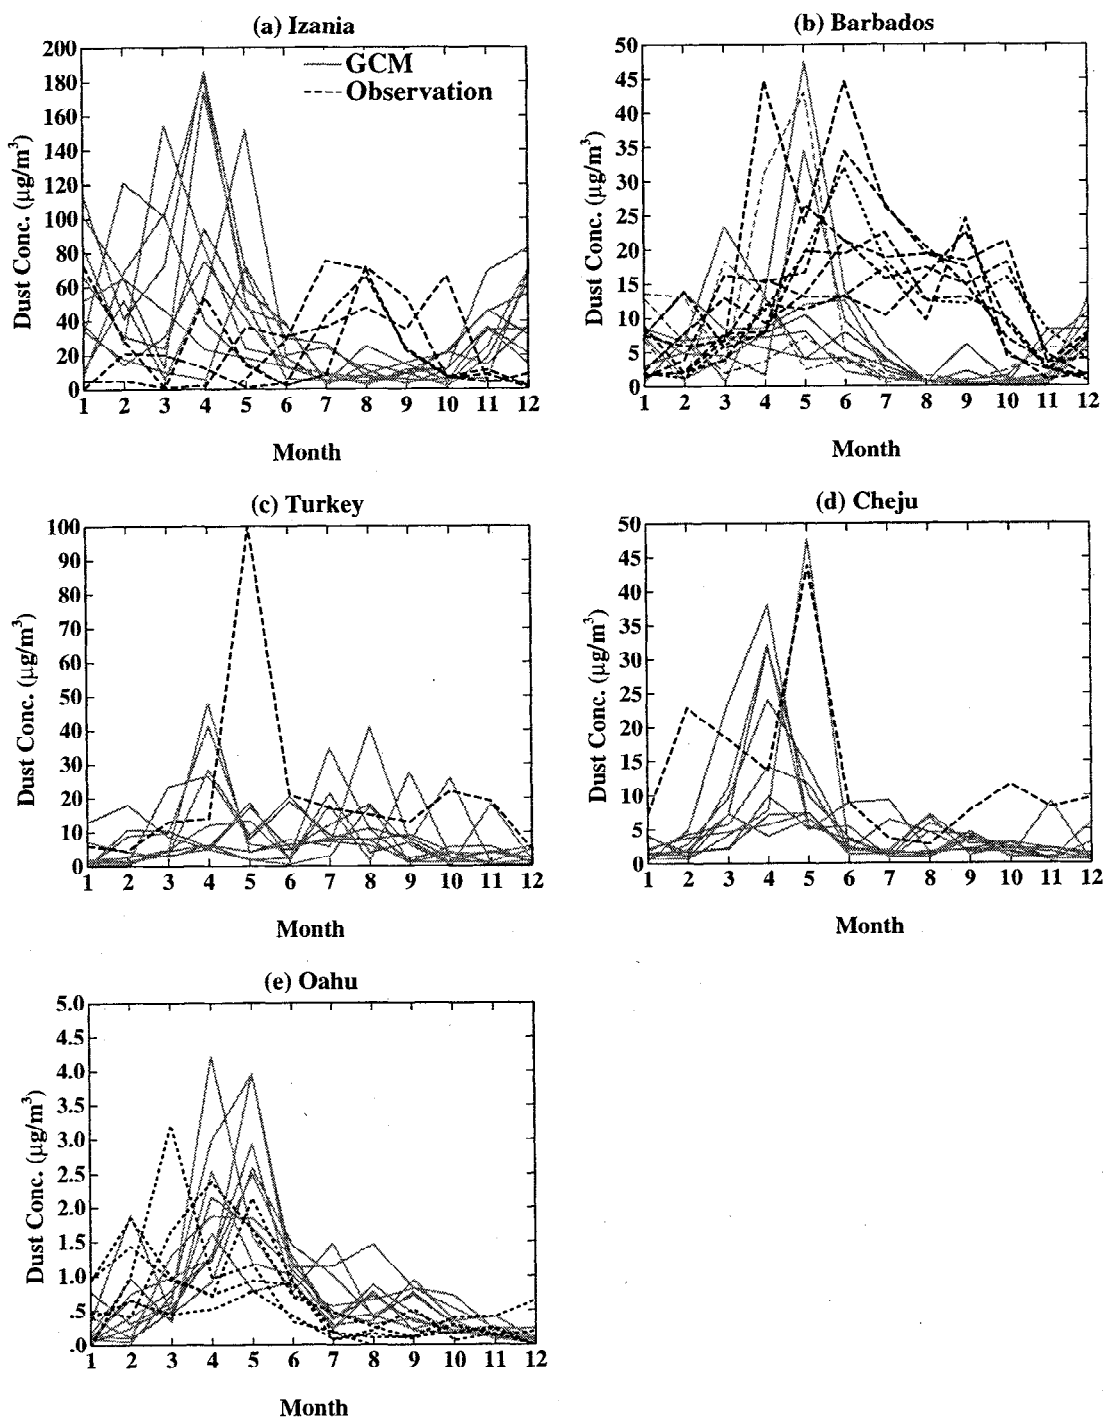 (a) Izania
200
180
160
140
120
100
80
60
40
20
0
Dust Conc. (µg/m³)
GCM
Observation
1 2 3 4 5 6 7 8 9 10 11 12
Month
(b) Barbados
50
45
40
35
30
25
20
15
10
5
0
Dust Conc. (µg/m³)
1 2 3 4 5 6 7 8 9 10 11 12
Month
(c) Turkey
100
90
80
70
60
50
40
30
20
10
0
Dust Conc. (µg/m³)
1 2 3 4 5 6 7 8 9 10 11 12
Month
(d) Cheju
50
45
40
35
30
25
20
15
10
5
0
Dust Conc. (µg/m³)
1 2 3 4 5 6 7 8 9 10 11 12
Month
(e) Oahu
5.0
4.5
4.0
3.5
3.0
2.5
2.0
1.5
1.0
.5
.0
Dust Conc. (µg/m³)
1 2 3 4 5 6 7 8 9 10 11 12
Month